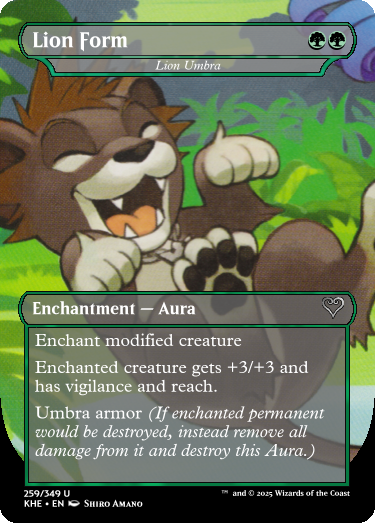 Lion Form
Lion Umbra
Enchantment — Aura
Enchant modified creature
Enchanted creature gets +3/+3 and
has vigilance and reach.
Umbra armor (If enchanted permanent
would be destroyed, instead remove all
damage from it and destroy this Aura.)
259/349 U
KHE • EN Shiro Amano
™ and © 2025 Wizards of the Coast